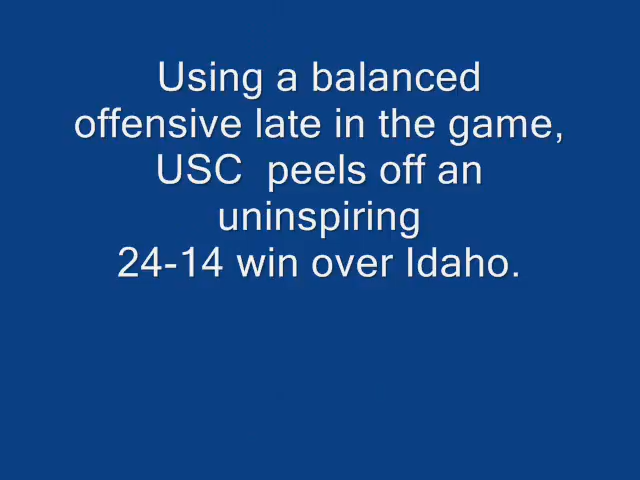 Using a balanced
offensive late in the game,
USC  peels off an
uninspiring
24-14 win over Idaho.